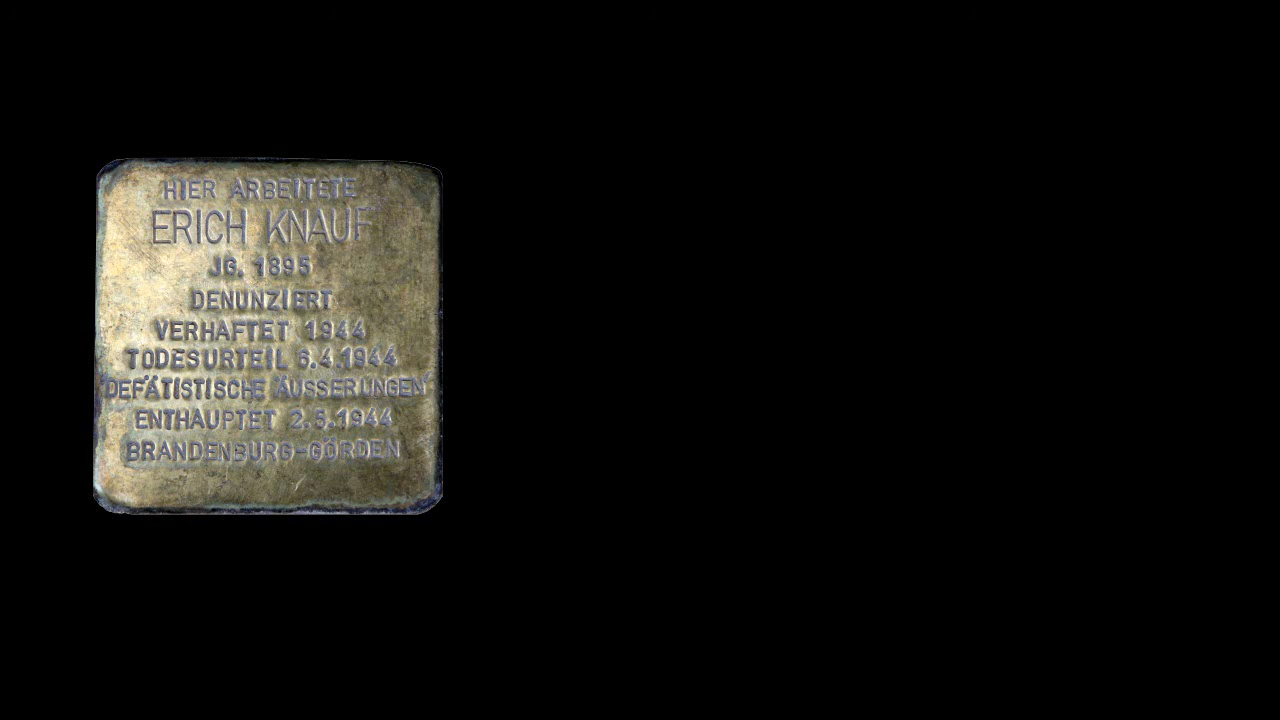 HIER ARBEITETE
ERICH KNAUF
JG. 1895
DENUNZIERT
VERHAFTET 1944
TODESURTEIL 6.4.1944
'DEFÄTISTISCHE ÄUSSERUNGEN'
ENTHAUPTET 2.5.1944
BRANDENBURG-GÖRDEN